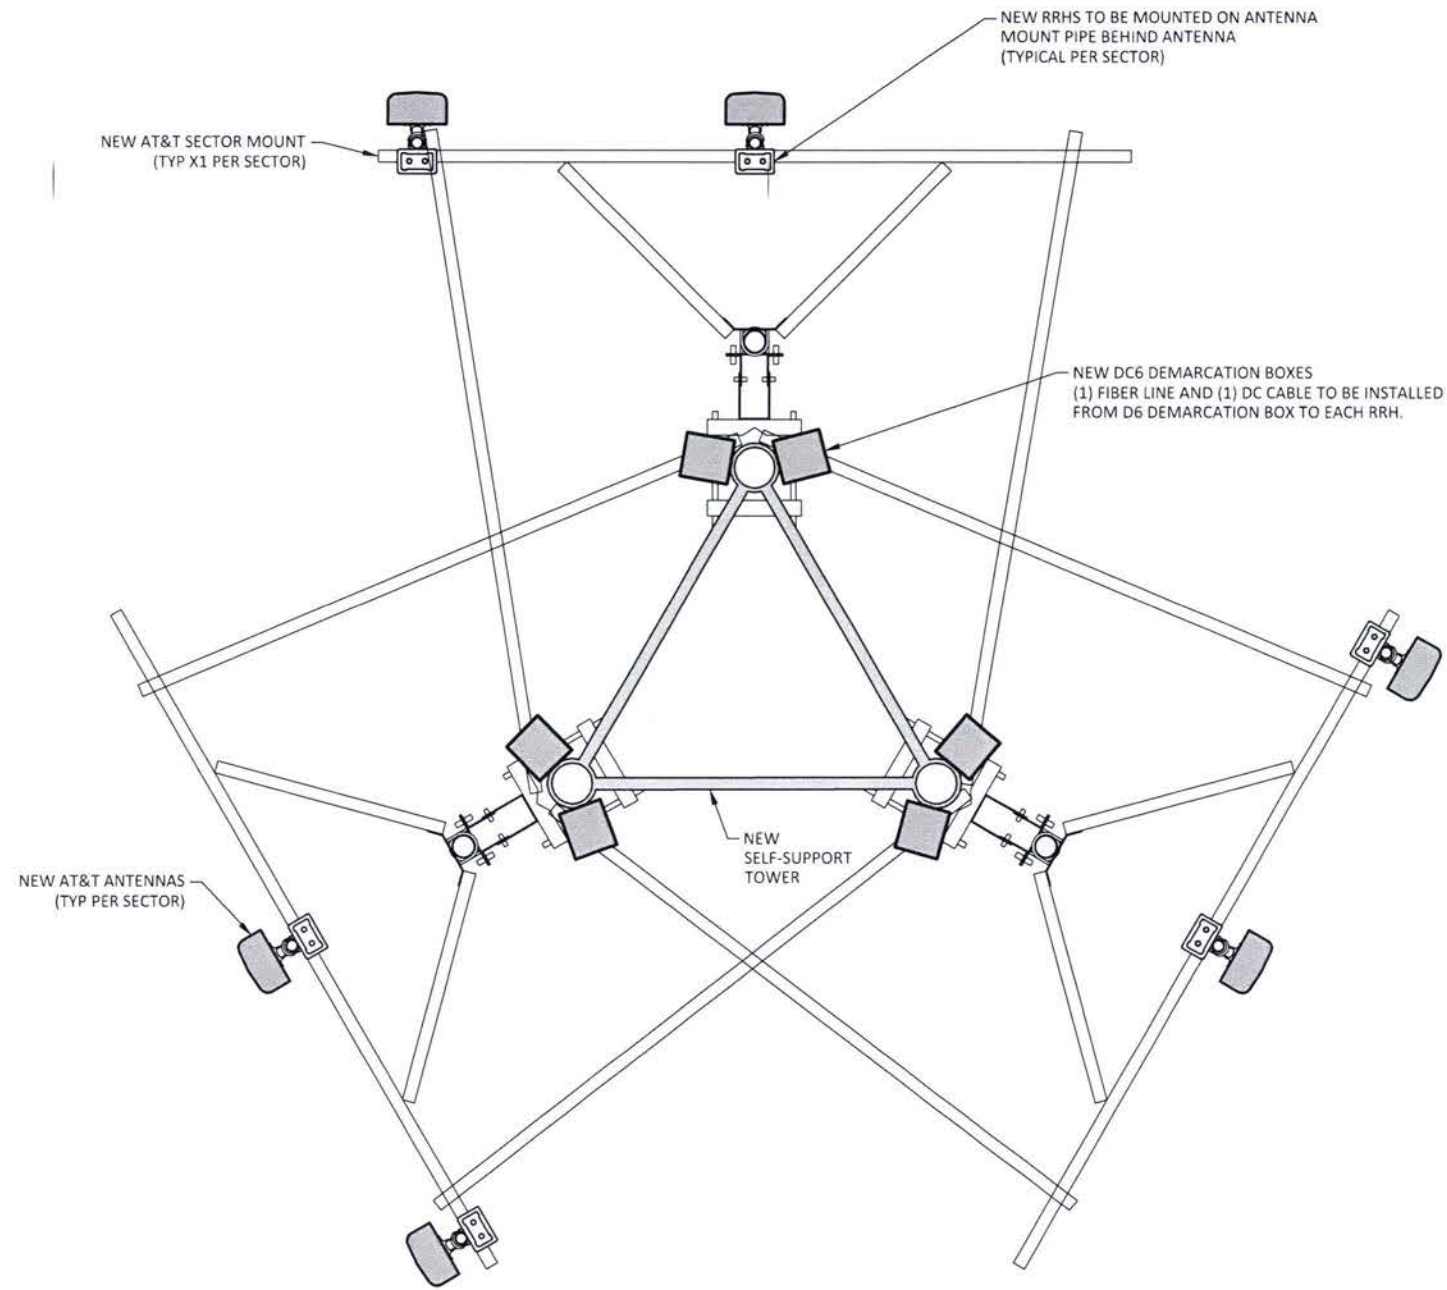 NEW RRHS TO BE MOUNTED ON ANTENNA
MOUNT PIPE BEHIND ANTENNA
(TYPICAL PER SECTOR)
NEW AT&T SECTOR MOUNT
(TYP X1 PER SECTOR)
NEW DC6 DEMARCATION BOXES
(1) FIBER LINE AND (1) DC CABLE TO BE INSTALLED
FROM D6 DEMARCATION BOX TO EACH RRH.
NEW
SELF-SUPPORT
TOWER
NEW AT&T ANTENNAS
(TYP PER SECTOR)